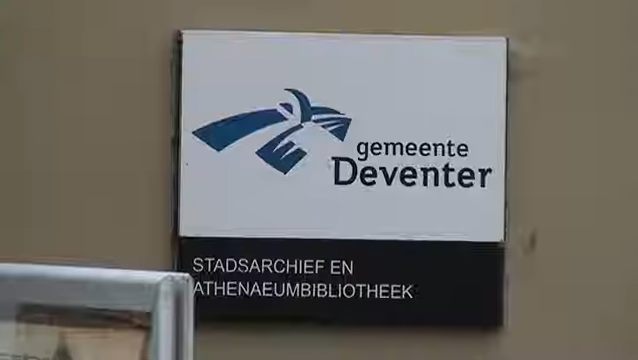 gemeente
Deventer
STADSARCHIEF EN
ATHENAEUMBIBLIOTHEEK